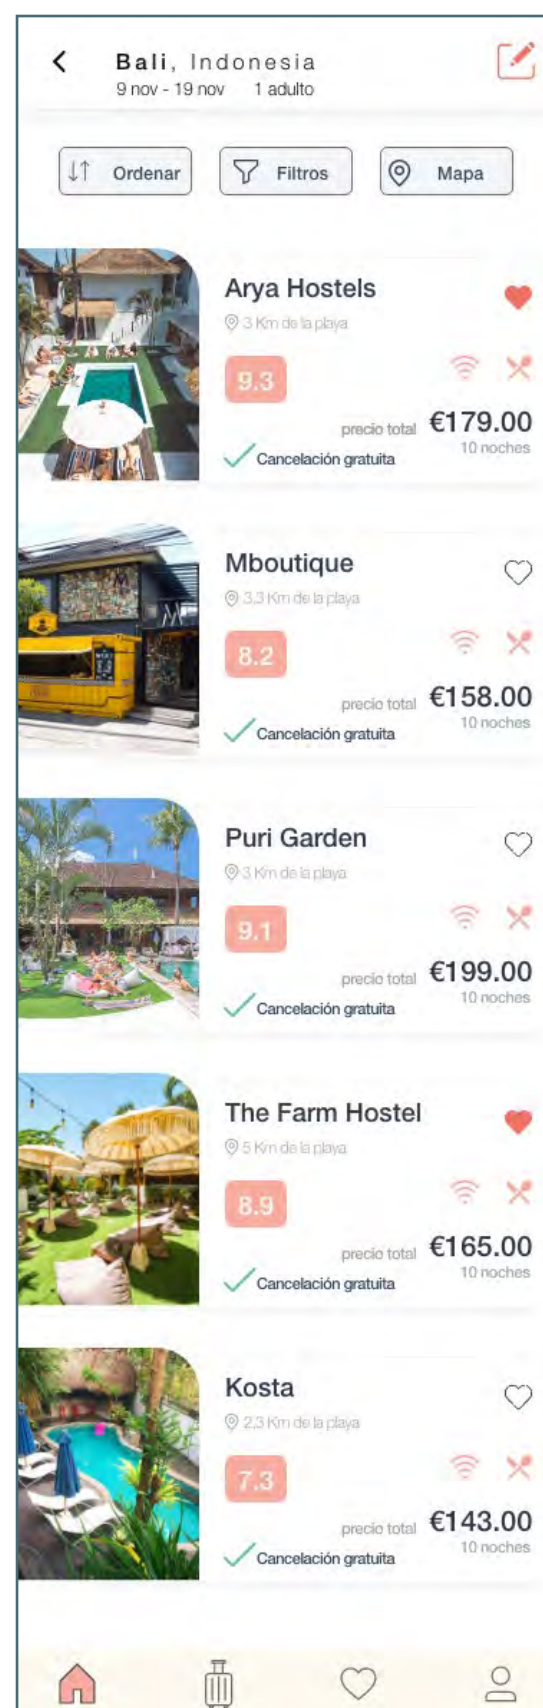 Bali, Indonesia
9 nov - 19 nov 1 adulto
Ordenar Filtros Mapa
Arya Hostels
3 Km de la playa
9.3
precio total €179.00
Cancelación gratuita 10 noches
Mboutique
3,3 Km de la playa
8.2
precio total €158.00
Cancelación gratuita 10 noches
Puri Garden
3 Km de la playa
9.1
precio total €199.00
Cancelación gratuita 10 noches
The Farm Hostel
5 Km de la playa
8.9
precio total €165.00
Cancelación gratuita 10 noches
Kosta
2,3 Km de la playa
7.3
precio total €143.00
Cancelación gratuita 10 noches